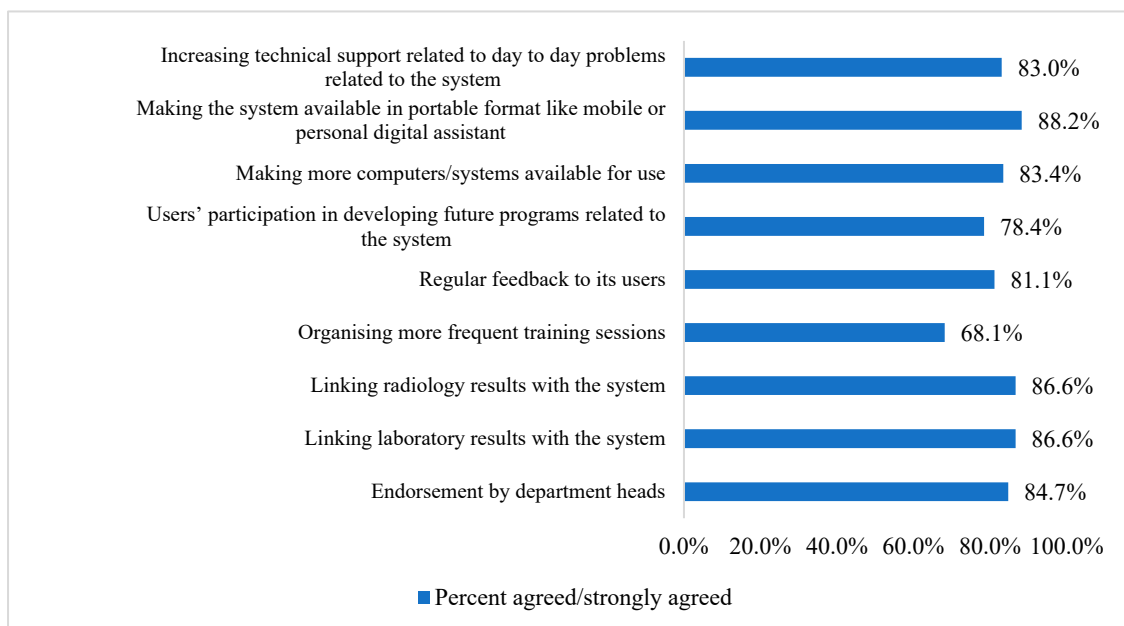 Increasing technical support related to day to day problems
related to the system
83.0%
Making the system available in portable format like mobile or
personal digital assistant
88.2%
Making more computers/systems available for use
83.4%
Users’ participation in developing future programs related to
the system
78.4%
Regular feedback to its users
81.1%
Organising more frequent training sessions
68.1%
Linking radiology results with the system
86.6%
Linking laboratory results with the system
86.6%
Endorsement by department heads
84.7%
0.0% 20.0% 40.0% 60.0% 80.0% 100.0%
Percent agreed/strongly agreed